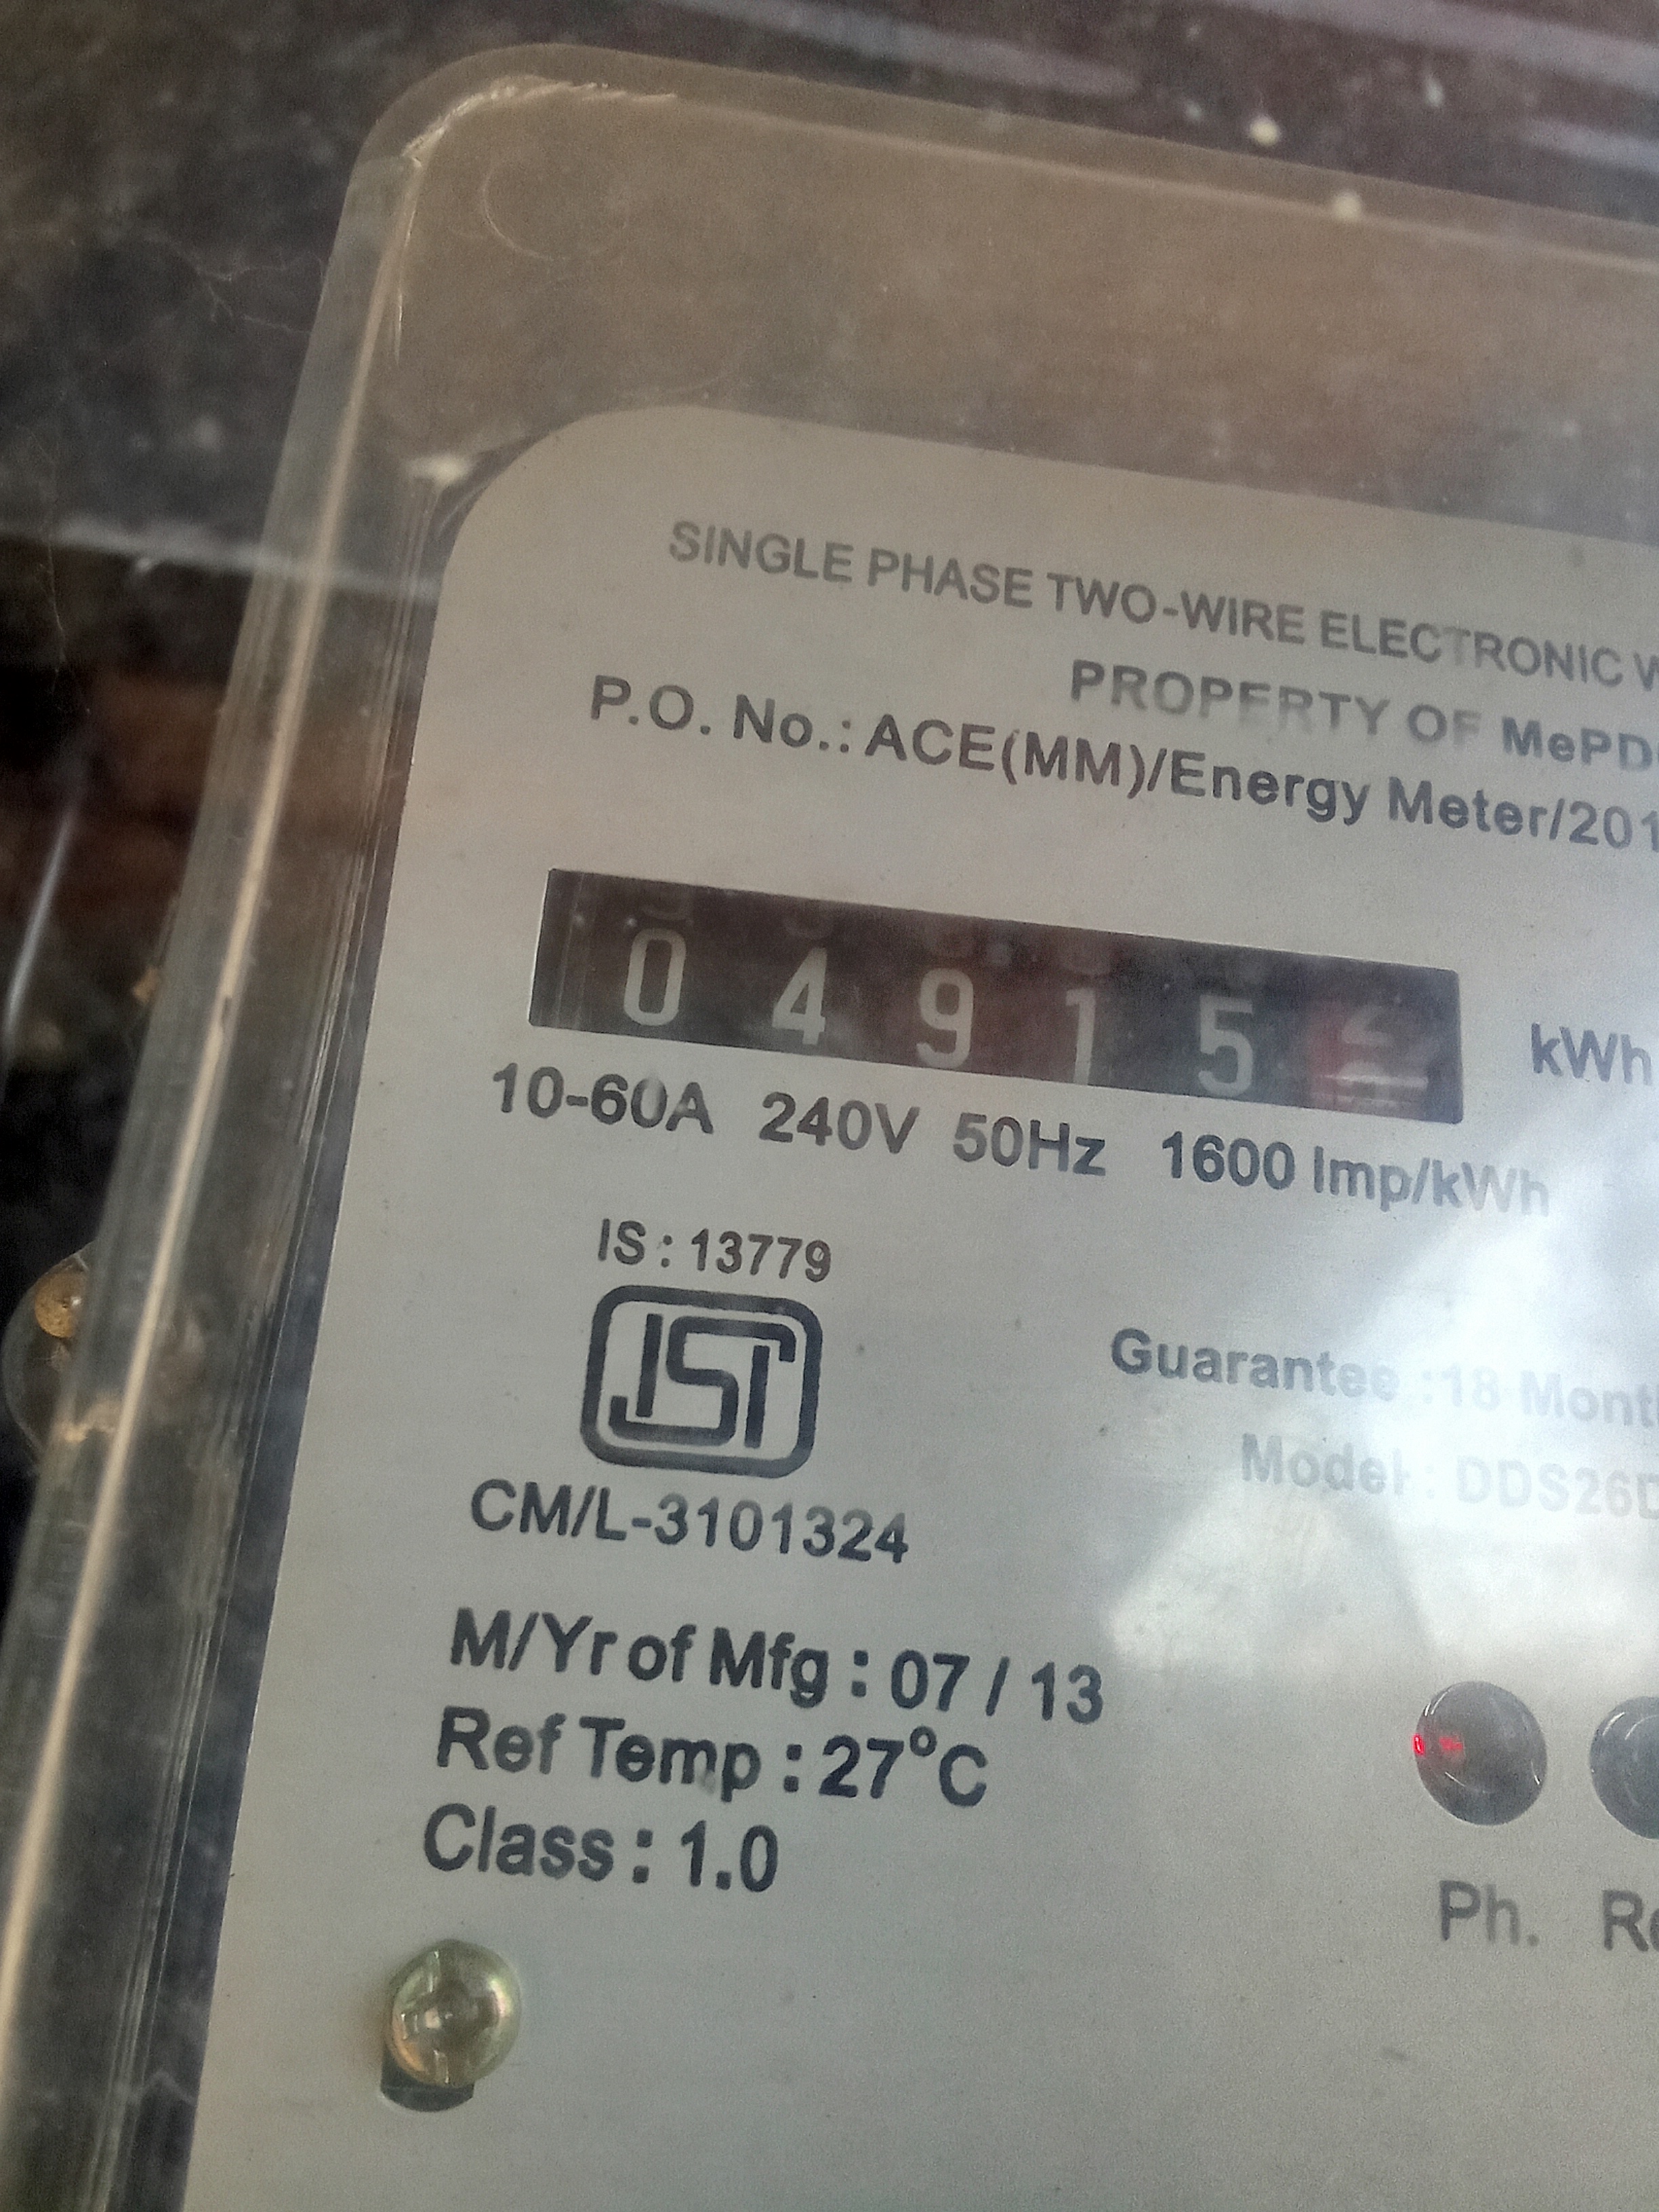 SINGLE PHASE TWO-WIRE ELECTRONIC W
PROPERTY OF MePD
P.O. No.: ACE(MM)/Energy Meter/201
0 4 9 1 5 kWh
10-60A 240V 50Hz 1600 Imp/kWh
IS : 13779
ISI
CM/L-3101324
Guarantee :18 Month
Model : DDS26D
M/Yr of Mfg : 07 / 13
Ref Temp : 27°C
Class : 1.0
Ph. Re